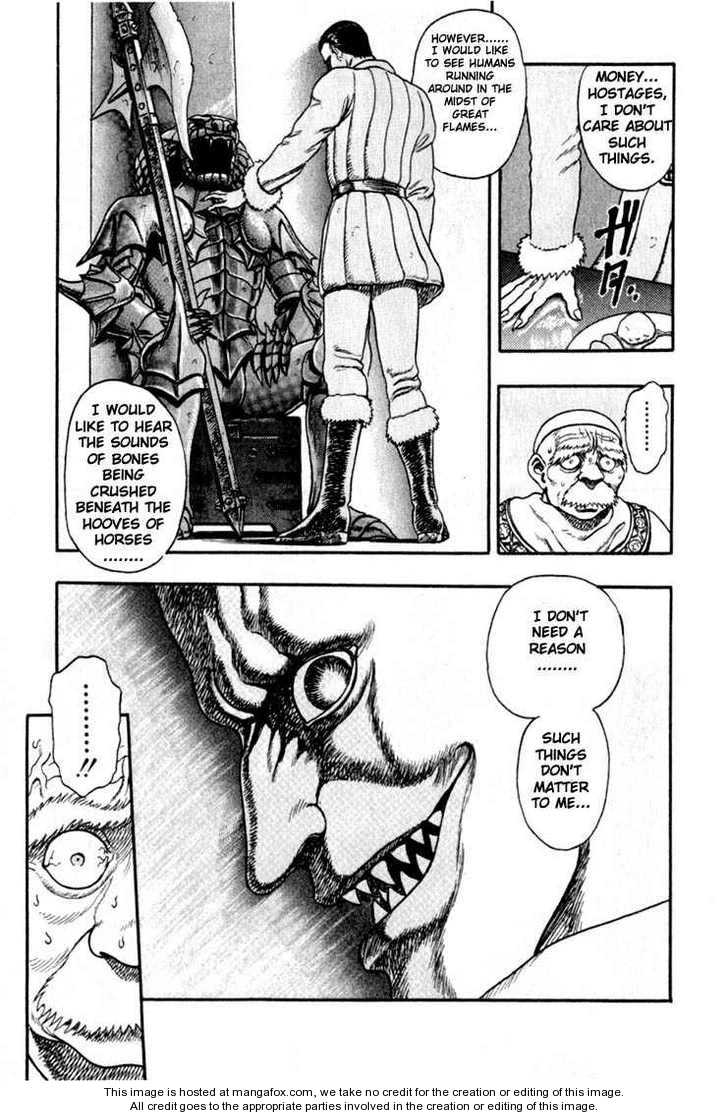 MONEY...
HOSTAGES,
I DON'T
CARE ABOUT
SUCH
THINGS.
ガタ..
HOWEVER......
I WOULD LIKE
TO SEE HUMANS
RUNNING
AROUND IN THE
MIDST OF
GREAT
FLAMES...
I WOULD
LIKE TO HEAR
THE SOUNDS
OF BONES
BEING
CRUSHED
BENEATH THE
HOOVES OF
HORSES
........
........
I DON'T
NEED A
REASON
........
SUCH
THINGS
DON'T
MATTER
TO ME...
.........!!
This image is hosted at mangafox.com, we take no credit for the creation or editing of this image.
All credit goes to the appropriate parties involved in creating or editing of this image.